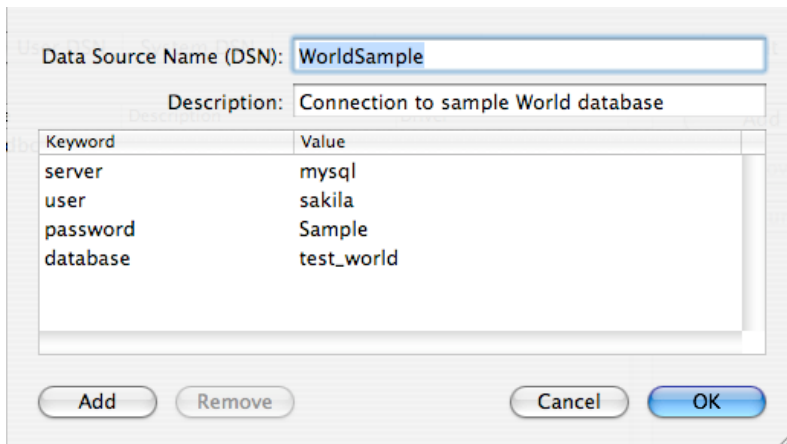 Data Source Name (DSN): WorldSample
Description: Connection to sample World database
Keyword Value
server mysql
user sakila
password Sample
database test_world
Add Remove Cancel OK